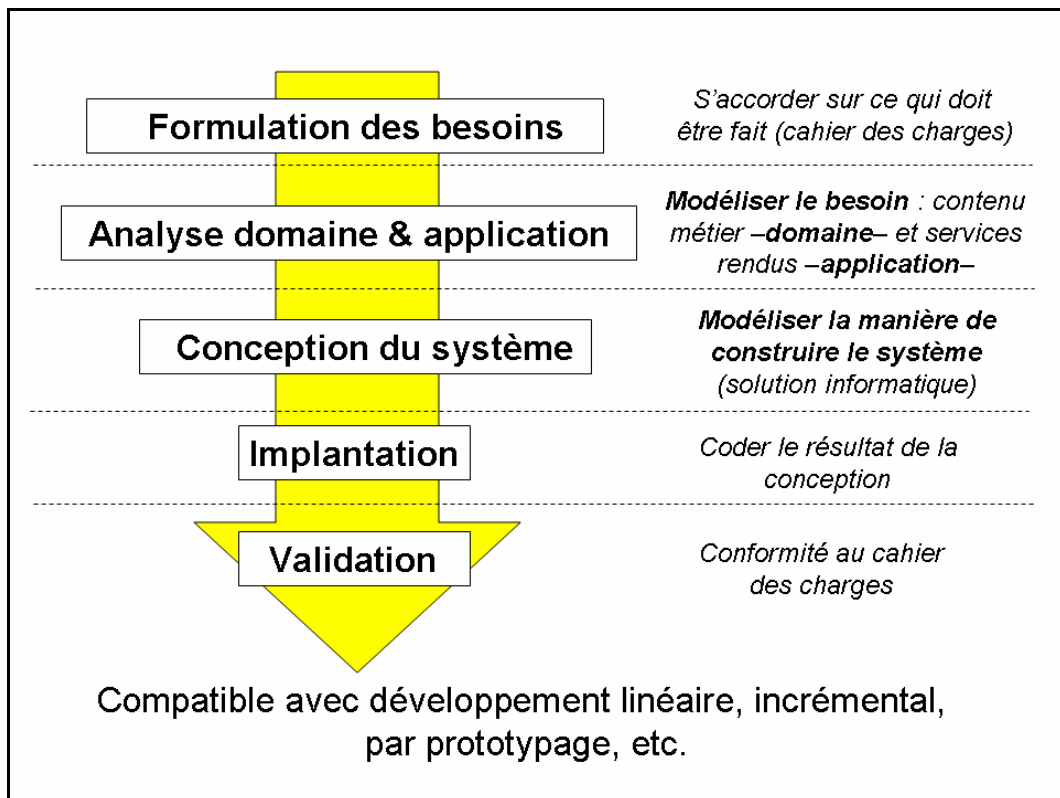 Formulation des besoins
S'accorder sur ce qui doit
être fait (cahier des charges)
Analyse domaine & application
Modéliser le besoin : contenu
métier –domaine– et services
rendus –application–
Conception du système
Modéliser la manière de
construire le système
(solution informatique)
Implantation
Coder le résultat de la
conception
Validation
Conformité au cahier
des charges
Compatible avec développement linéaire, incrémental,
par prototypage, etc.